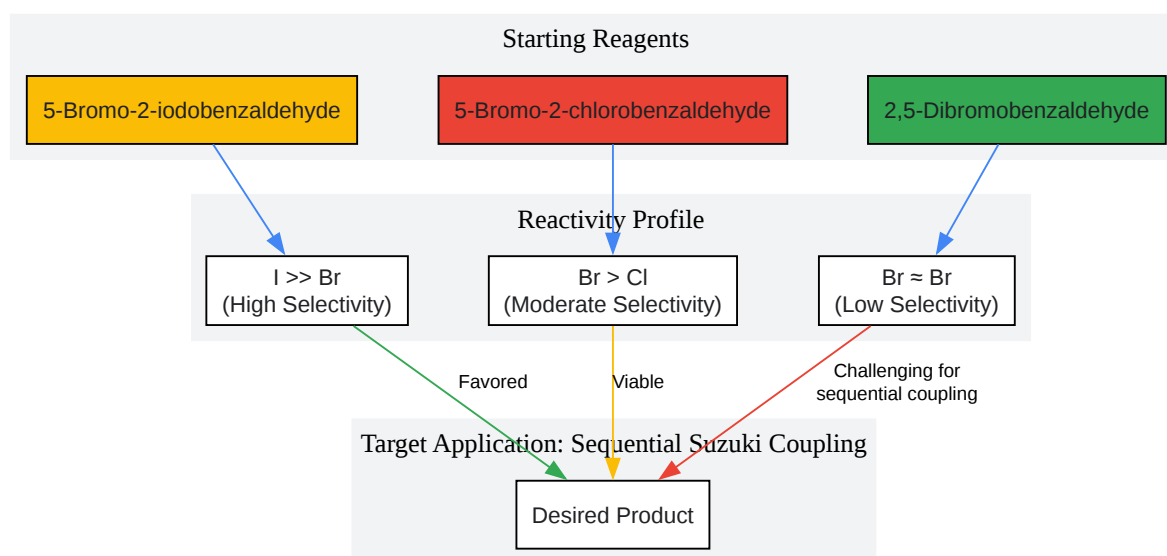 Starting Reagents
5-Bromo-2-iodobenzaldehyde
5-Bromo-2-chlorobenzaldehyde
2,5-Dibromobenzaldehyde
Reactivity Profile
I >> Br
(High Selectivity)
Br > Cl
(Moderate Selectivity)
Br ≈ Br
(Low Selectivity)
Favored
Viable
Challenging for
sequential coupling
Target Application: Sequential Suzuki Coupling
Desired Product